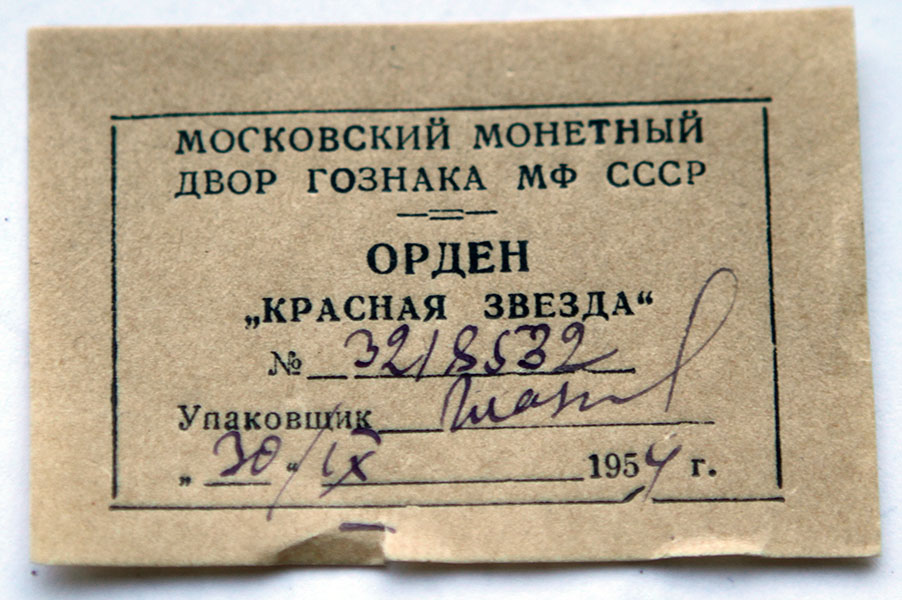 МОСКОВСКИЙ МОНЕТНЫЙ
ДВОР ГОЗНАКА МФ СССР
ОРДЕН
„КРАСНАЯ ЗВЕЗДА“
№ 3218532
Упаковщик
„30“/IX 1954 г.